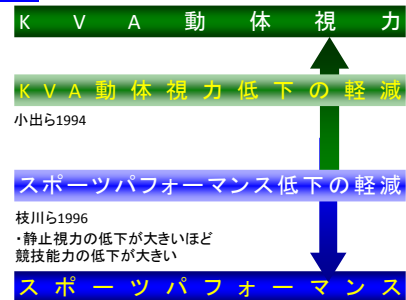 KVA動体視力
KVA動体視力低下の軽減
小出ら1994
スポーツパフォーマンス低下の軽減
枝川ら1996
・静止視力の低下が大きいほど
競技能力の低下が大きい
スポーツパフォーマンス